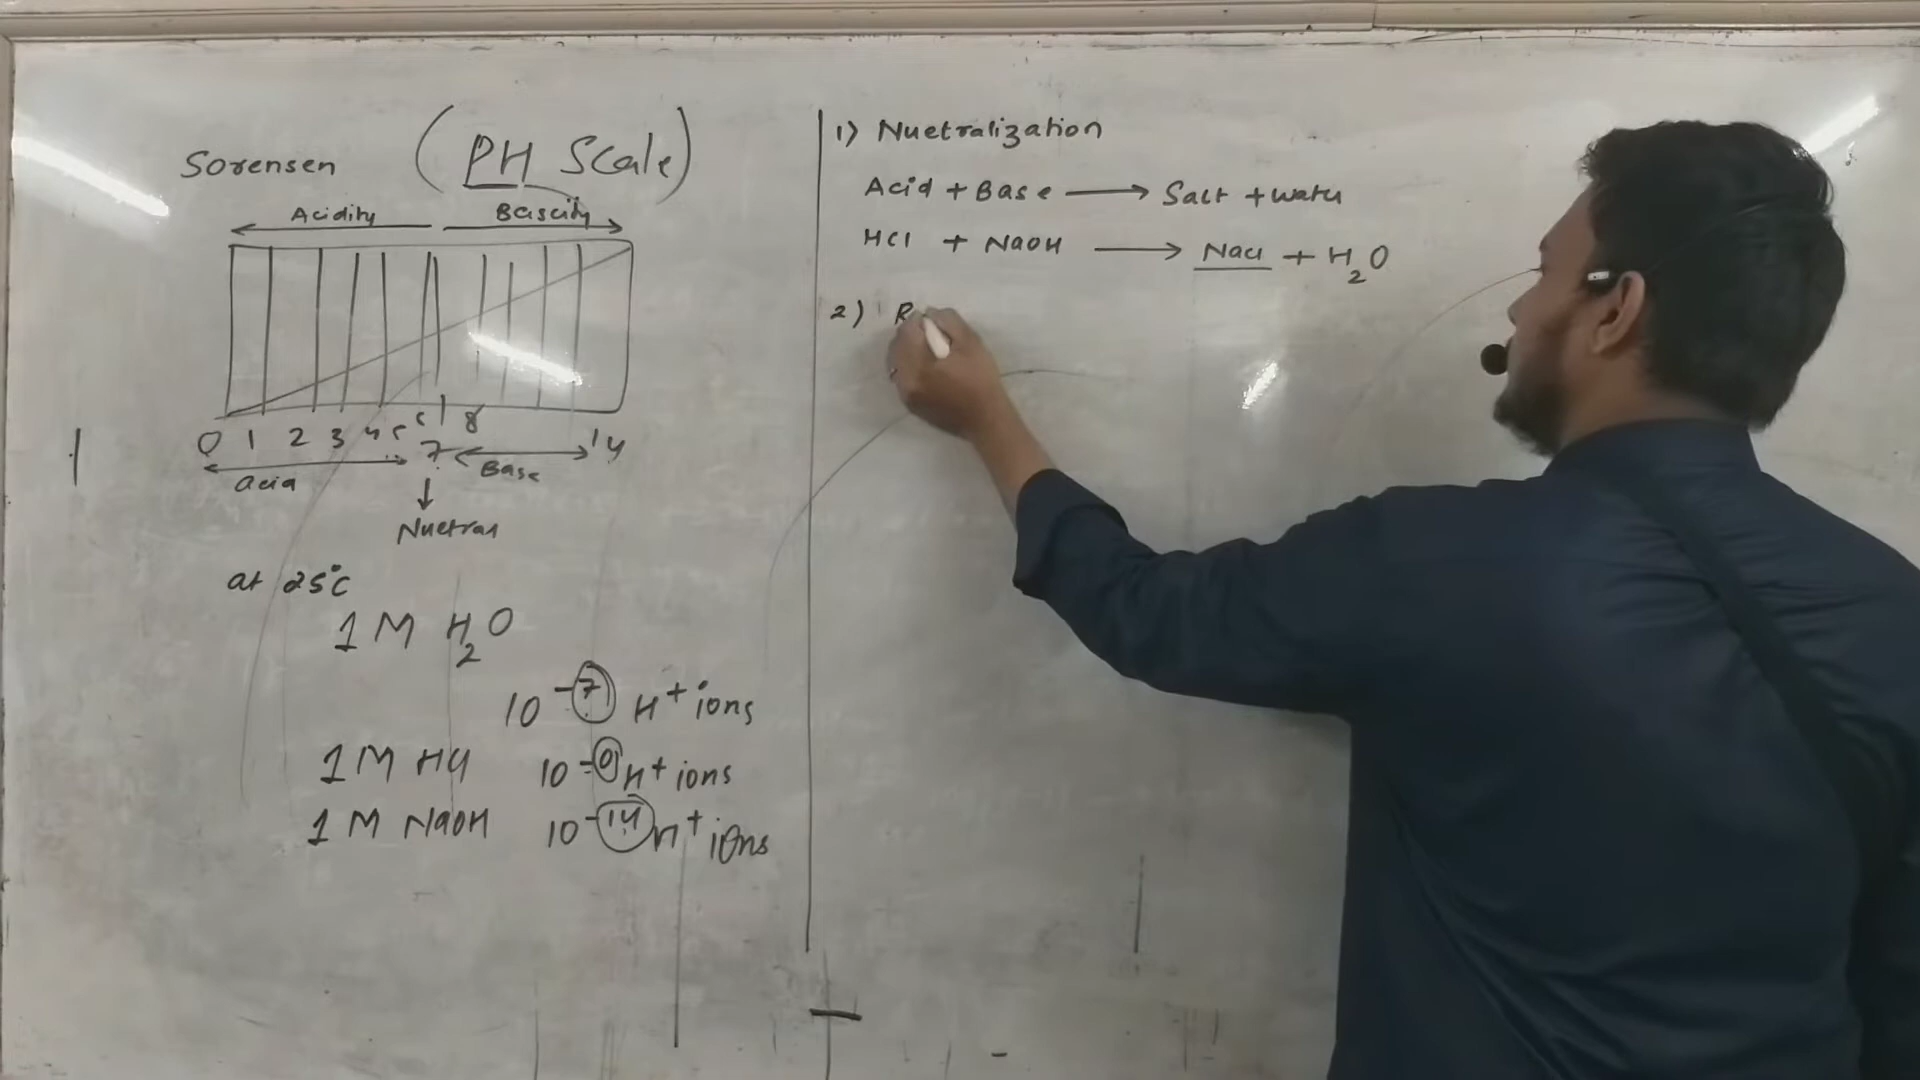 Sorensen (PH Scale)
Acidity Bascity
0 1 2 3 4 5 6 7 8 14
Acid Base
Nuetral
at 25°C
1 M H₂O
10⁻⁷ H⁺ ions
1 M HCl 10⁻⁰ H⁺ ions
1 M NaOH 10⁻¹⁴ H⁺ ions
1) Nuetralization
Acid + Base → Salt + Water
HCl + NaOH → NaCl + H₂O
2) R